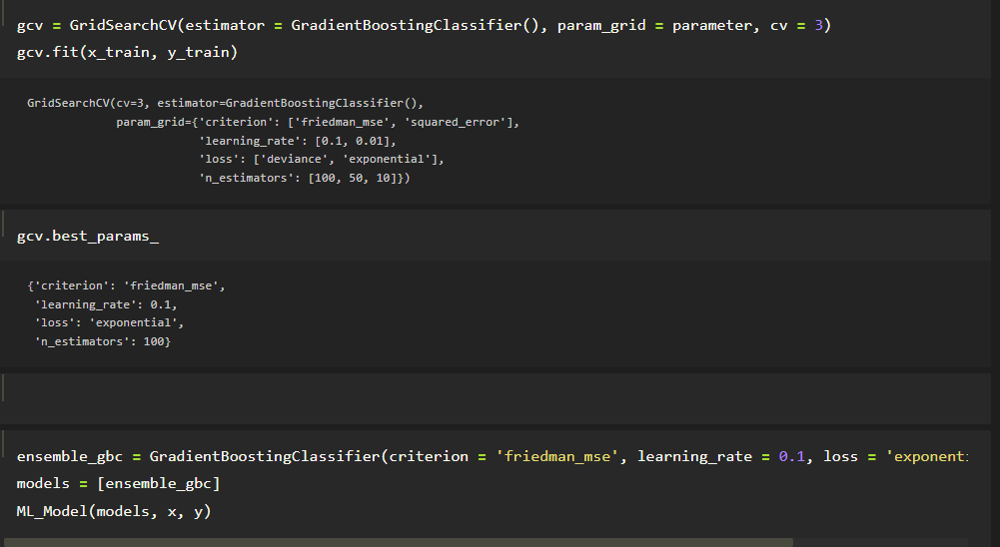 gcv = GridSearchCV(estimator = GradientBoostingClassifier(), param_grid = parameter, cv = 3)
gcv.fit(x_train, y_train)
GridSearchCV(cv=3, estimator=GradientBoostingClassifier(),
             param_grid={'criterion': ['friedman_mse', 'squared_error'],
                         'learning_rate': [0.1, 0.01],
                         'loss': ['deviance', 'exponential'],
                         'n_estimators': [100, 50, 10]})
gcv.best_params_
{'criterion': 'friedman_mse',
 'learning_rate': 0.1,
 'loss': 'exponential',
 'n_estimators': 100}
ensemble_gbc = GradientBoostingClassifier(criterion = 'friedman_mse', learning_rate = 0.1, loss = 'exponent
models = [ensemble_gbc]
ML_Model(models, x, y)